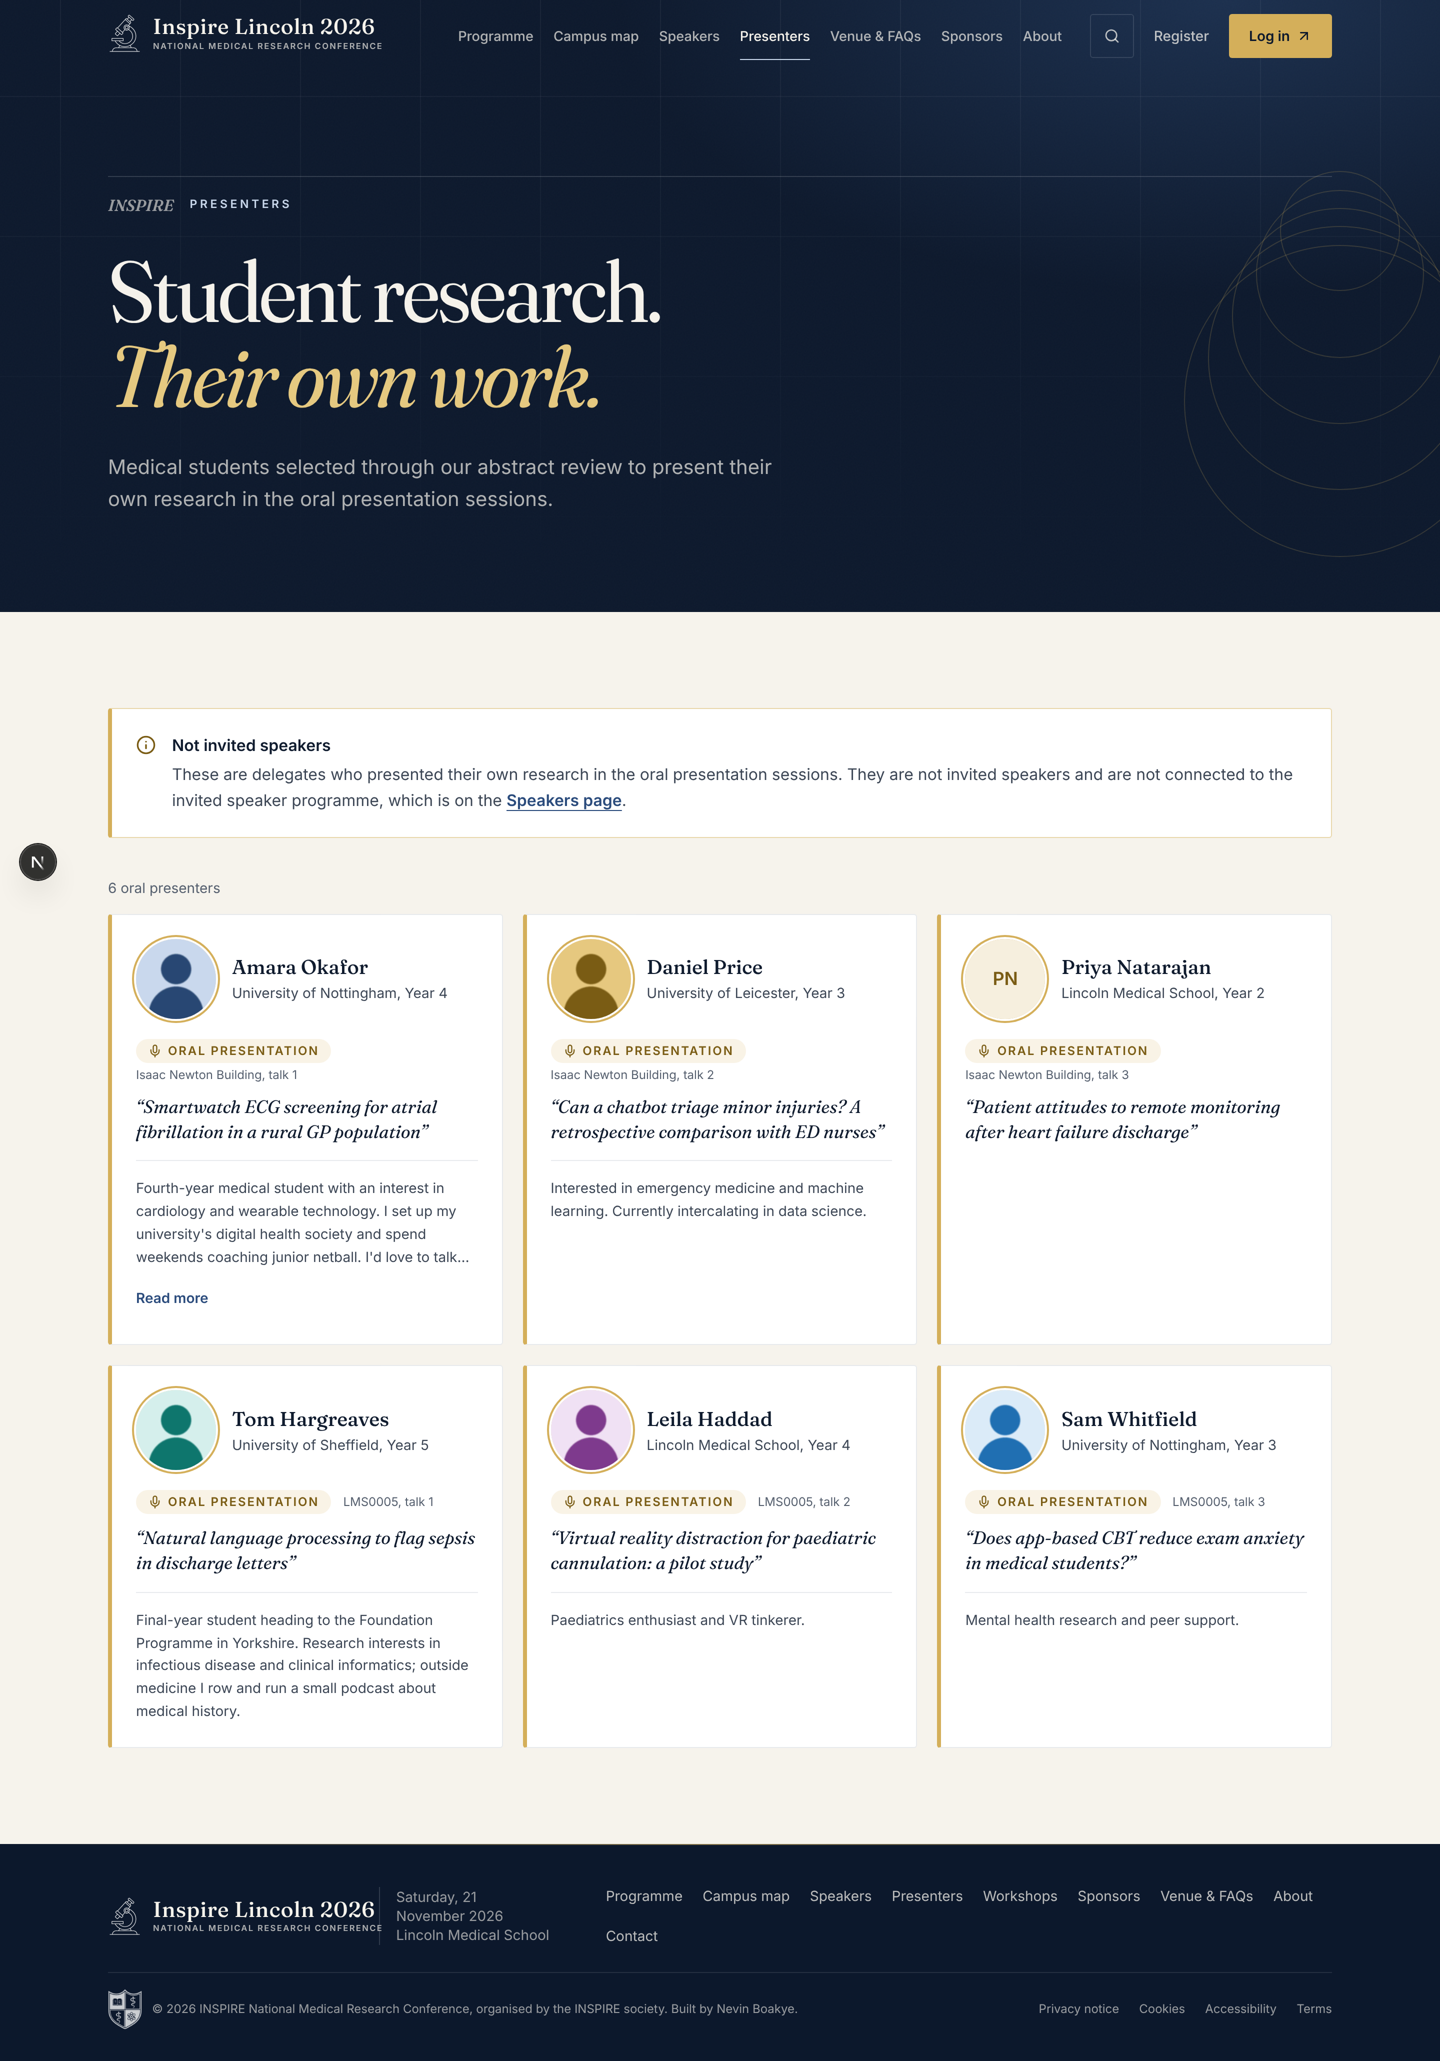 Inspire Lincoln 2026
NATIONAL MEDICAL RESEARCH CONFERENCE
Programme
Campus map
Speakers
Presenters
Venue & FAQs
Sponsors
About
Register
Log in
INSPIRE PRESENTERS
Student research.
Their own work.
Medical students selected through our abstract review to present their
own research in the oral presentation sessions.
Not invited speakers
These are delegates who presented their own research in the oral presentation sessions. They are not invited speakers and are not connected to the
invited speaker programme, which is on the Speakers page.
N
6 oral presenters
Amara Okafor
University of Nottingham, Year 4
ORAL PRESENTATION
Isaac Newton Building, talk 1
“Smartwatch ECG screening for atrial
fibrillation in a rural GP population”
Fourth-year medical student with an interest in
cardiology and wearable technology. I set up my
university's digital health society and spend
weekends coaching junior netball. I'd love to talk…
Read more
Daniel Price
University of Leicester, Year 3
ORAL PRESENTATION
Isaac Newton Building, talk 2
“Can a chatbot triage minor injuries? A
retrospective comparison with ED nurses”
Interested in emergency medicine and machine
learning. Currently intercalating in data science.
PN
Priya Natarajan
Lincoln Medical School, Year 2
ORAL PRESENTATION
Isaac Newton Building, talk 3
“Patient attitudes to remote monitoring
after heart failure discharge”
Tom Hargreaves
University of Sheffield, Year 5
ORAL PRESENTATION LMS0005, talk 1
“Natural language processing to flag sepsis
in discharge letters”
Final-year student heading to the Foundation
Programme in Yorkshire. Research interests in
infectious disease and clinical informatics; outside
medicine I row and run a small podcast about
medical history.
Leila Haddad
Lincoln Medical School, Year 4
ORAL PRESENTATION LMS0005, talk 2
“Virtual reality distraction for paediatric
cannulation: a pilot study”
Paediatrics enthusiast and VR tinkerer.
Sam Whitfield
University of Nottingham, Year 3
ORAL PRESENTATION LMS0005, talk 3
“Does app-based CBT reduce exam anxiety
in medical students?”
Mental health research and peer support.
Inspire Lincoln 2026
NATIONAL MEDICAL RESEARCH CONFERENCE
Saturday, 21
November 2026
Lincoln Medical School
Programme
Campus map
Speakers
Presenters
Workshops
Sponsors
Venue & FAQs
About
Contact
© 2026 INSPIRE National Medical Research Conference, organised by the INSPIRE society. Built by Nevin Boakye.
Privacy notice
Cookies
Accessibility
Terms